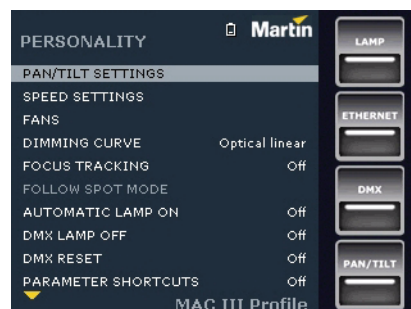 PERSONALITY
Martin
PAN/TILT SETTINGS
SPEED SETTINGS
FANS
DIMMING CURVE Optical linear
FOCUS TRACKING Off
FOLLOW SPOT MODE
AUTOMATIC LAMP ON Off
DMX LAMP OFF Off
DMX RESET Off
PARAMETER SHORTCUTS Off
MAC III Profile
LAMP
ETHERNET
DMX
PAN/TILT